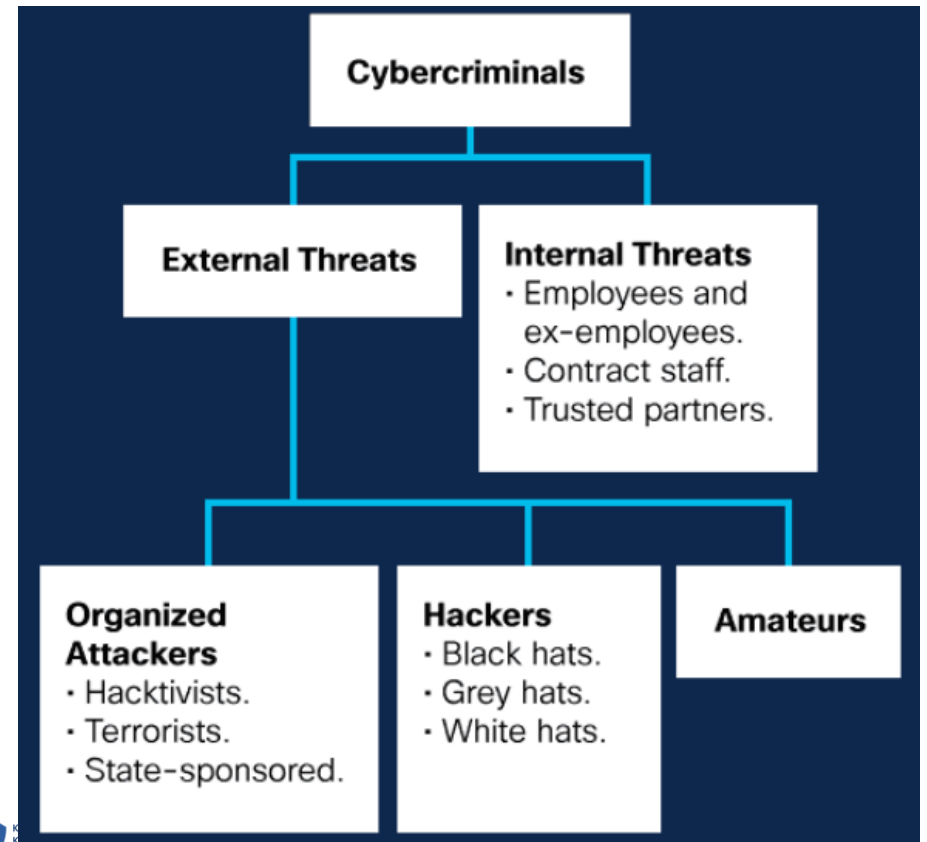 Cybercriminals
External Threats
Internal Threats
· Employees and
ex-employees.
· Contract staff.
· Trusted partners.
Organized
Attackers
· Hacktivists.
· Terrorists.
· State-sponsored.
Hackers
· Black hats.
· Grey hats.
· White hats.
Amateurs
K
K